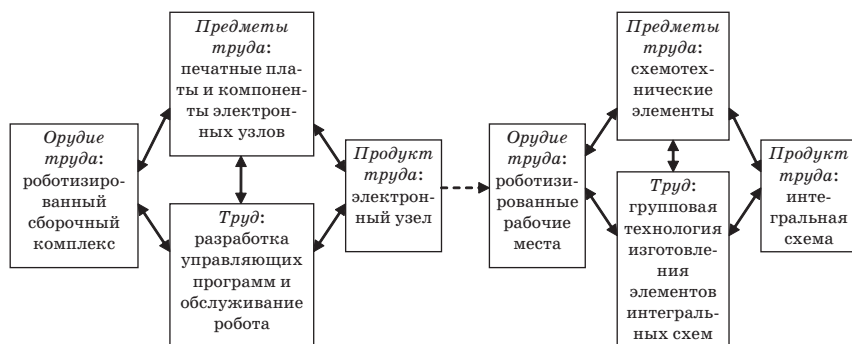 Предметы
труда:
печатные пла-
ты и компонен-
ты электрон-
ных узлов
Орудие
труда:
роботизиро-
ванный
сборочный
комплекс
Труд:
разработка
управляющих
программ и
обслуживание
робота
Продукт
труда:
электрон-
ный узел
Предметы
труда:
схемотех-
нические
элементы
Орудие
труда:
роботизи-
рованные
рабочие
места
Труд:
групповая
технология
изготовле-
ния
элементов
интеграль-
ных схем
Продукт
труда:
инте-
гральная
схема